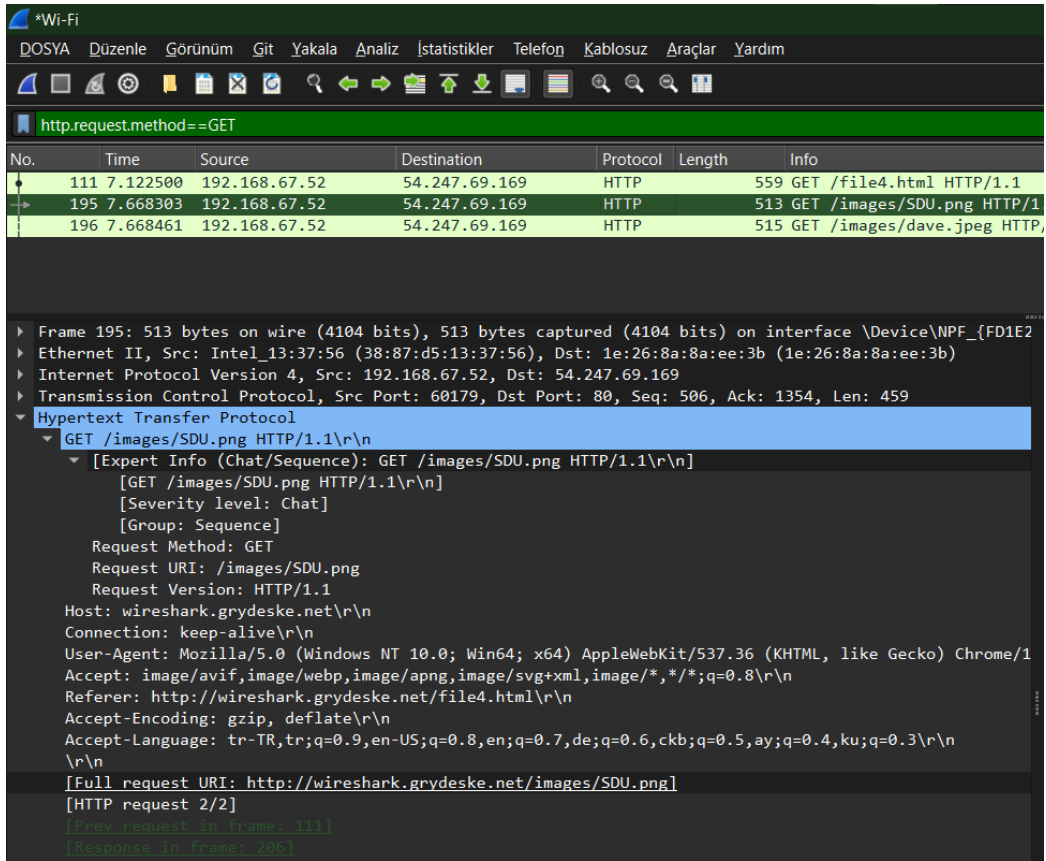 *Wi-Fi
DOSYA Düzenle Görünüm Git Yakala Analiz İstatistikler Telefon Kablosuz Araçlar Yardım
http.request.method==GET
No. Time Source Destination Protocol Length Info
111 7.122500 192.168.67.52 54.247.69.169 HTTP 559 GET /file4.html HTTP/1.1
195 7.668303 192.168.67.52 54.247.69.169 HTTP 513 GET /images/SDU.png HTTP/1.
196 7.668461 192.168.67.52 54.247.69.169 HTTP 515 GET /images/dave.jpeg HTTP/
Frame 195: 513 bytes on wire (4104 bits), 513 bytes captured (4104 bits) on interface \Device\NPF_{FD1E2
Ethernet II, Src: Intel_13:37:56 (38:87:d5:13:37:56), Dst: 1e:26:8a:8a:ee:3b (1e:26:8a:8a:ee:3b)
Internet Protocol Version 4, Src: 192.168.67.52, Dst: 54.247.69.169
Transmission Control Protocol, Src Port: 60179, Dst Port: 80, Seq: 506, Ack: 1354, Len: 459
Hypertext Transfer Protocol
GET /images/SDU.png HTTP/1.1\r\n
[Expert Info (Chat/Sequence): GET /images/SDU.png HTTP/1.1\r\n]
[GET /images/SDU.png HTTP/1.1\r\n]
[Severity level: Chat]
[Group: Sequence]
Request Method: GET
Request URI: /images/SDU.png
Request Version: HTTP/1.1
Host: wireshark.grydeske.net\r\n
Connection: keep-alive\r\n
User-Agent: Mozilla/5.0 (Windows NT 10.0; Win64; x64) AppleWebKit/537.36 (KHTML, like Gecko) Chrome/1
Accept: image/avif,image/webp,image/apng,image/svg+xml,image/*,*/*;q=0.8\r\n
Referer: http://wireshark.grydeske.net/file4.html\r\n
Accept-Encoding: gzip, deflate\r\n
Accept-Language: tr-TR,tr;q=0.9,en-US;q=0.8,en;q=0.7,de;q=0.6,ckb;q=0.5,ay;q=0.4,ku;q=0.3\r\n
\r\n
[Full request URI: http://wireshark.grydeske.net/images/SDU.png]
[HTTP request 2/2]
[Prev request in frame: 111]
[Response in frame: 206]